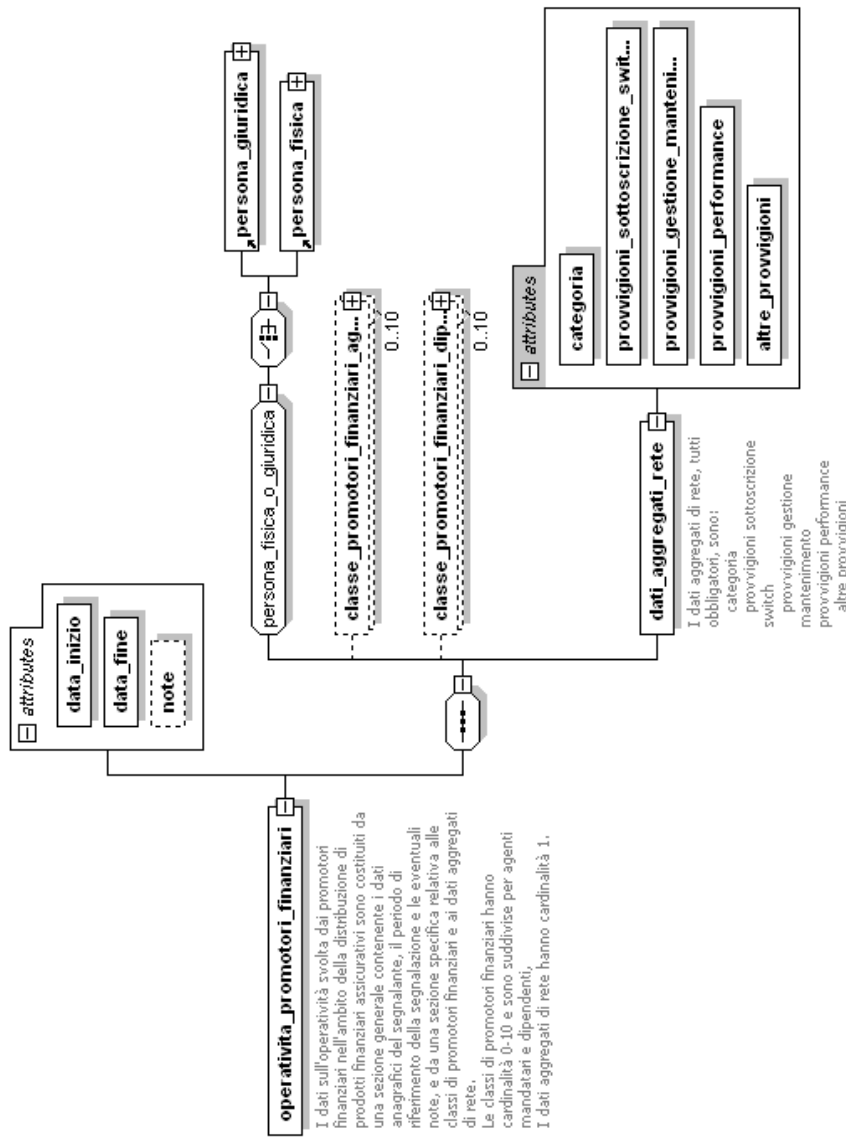 operativita_promotori_finanziari
I dati sull'operatività svolta dai promotori
finanziari nell'ambito della distribuzione di
prodotti finanziari assicurativi sono costituiti da
una sezione generale contenente i dati
anagrafici del segnalante, il periodo di
riferimento della segnalazione e le eventuali
note, e da una sezione specifica relativa alle
classi di promotori finanziari e ai dati aggregati
di rete.
Le classi di promotori finanziari hanno
cardinalità 0-10 e sono suddivise per agenti
mandatari e dipendenti,
I dati aggregati di rete hanno cardinalità 1.
attributes
data_inizio
data_fine
note
persona_fisica_o_giuridica
persona_giuridica
persona_fisica
classe_promotori_finanziari_ag...
0..10
classe_promotori_finanziari_dip...
0..10
dati_aggregati_rete
I dati aggregati di rete, tutti
obbligatori, sono:
categoria
provvigioni sottoscrizione
switch
provvigioni gestione
mantenimento
provvigioni performance
altre provvigioni
attributes
categoria
provvigioni_sottoscrizione_swit...
provvigioni_gestione_manteni...
provvigioni_performance
altre_provvigioni